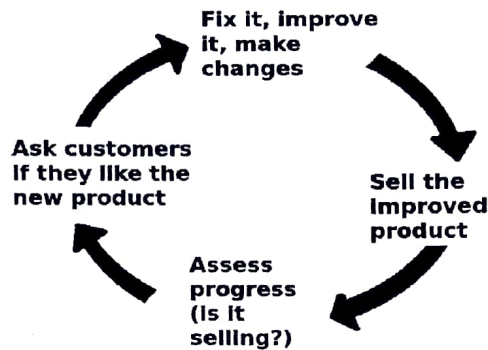 Fix it, improve
it, make
changes
Sell the
improved
product
Assess
progress
(is it
selling?)
Ask customers
if they like the
new product